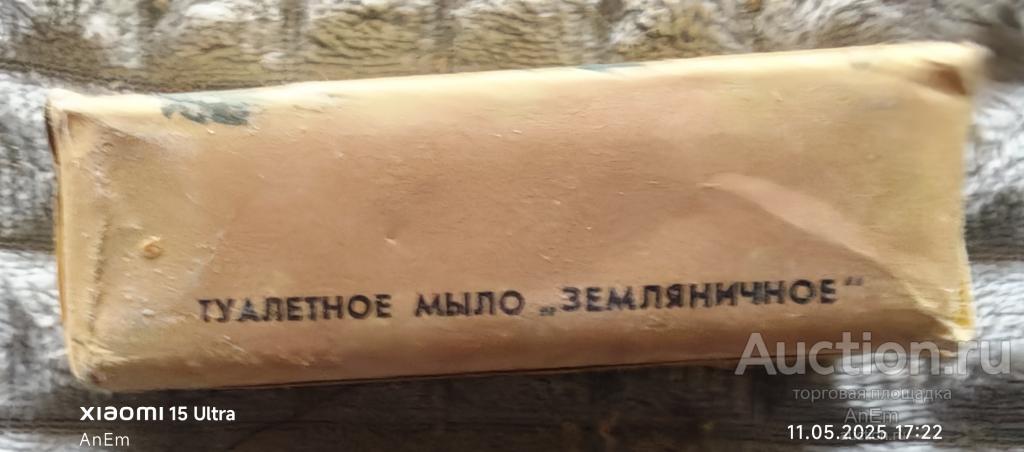 ТУАЛЕТНОЕ МЫЛО „ЗЕМЛЯНИЧНОЕ“
Auction.ru
торговая площадка
AnEm
XIAOMI 15 Ultra
AnEm
11.05.2025 17:22